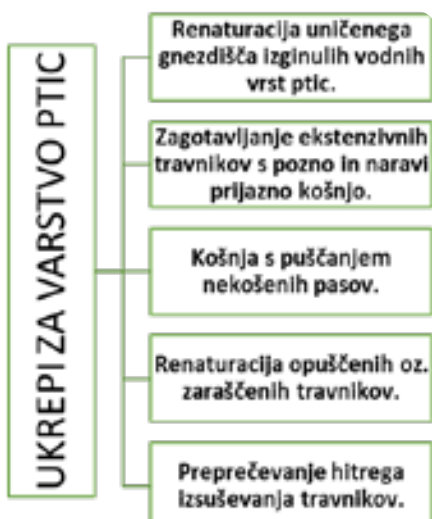 UKREPI ZA VARSTVO PTIC
Renaturacija uničenega
gnezdišča izginulih vodnih
vrst ptic.
Zagotavljanje ekstenzivnih
travnikov s pozno in naravi
prijazno košnjo.
Košnja s puščanjem
nekošenih pasov.
Renaturacija opuščenih oz.
zaraščenih travnikov.
Preprečevanje hitrega
izsuševanja travnikov.